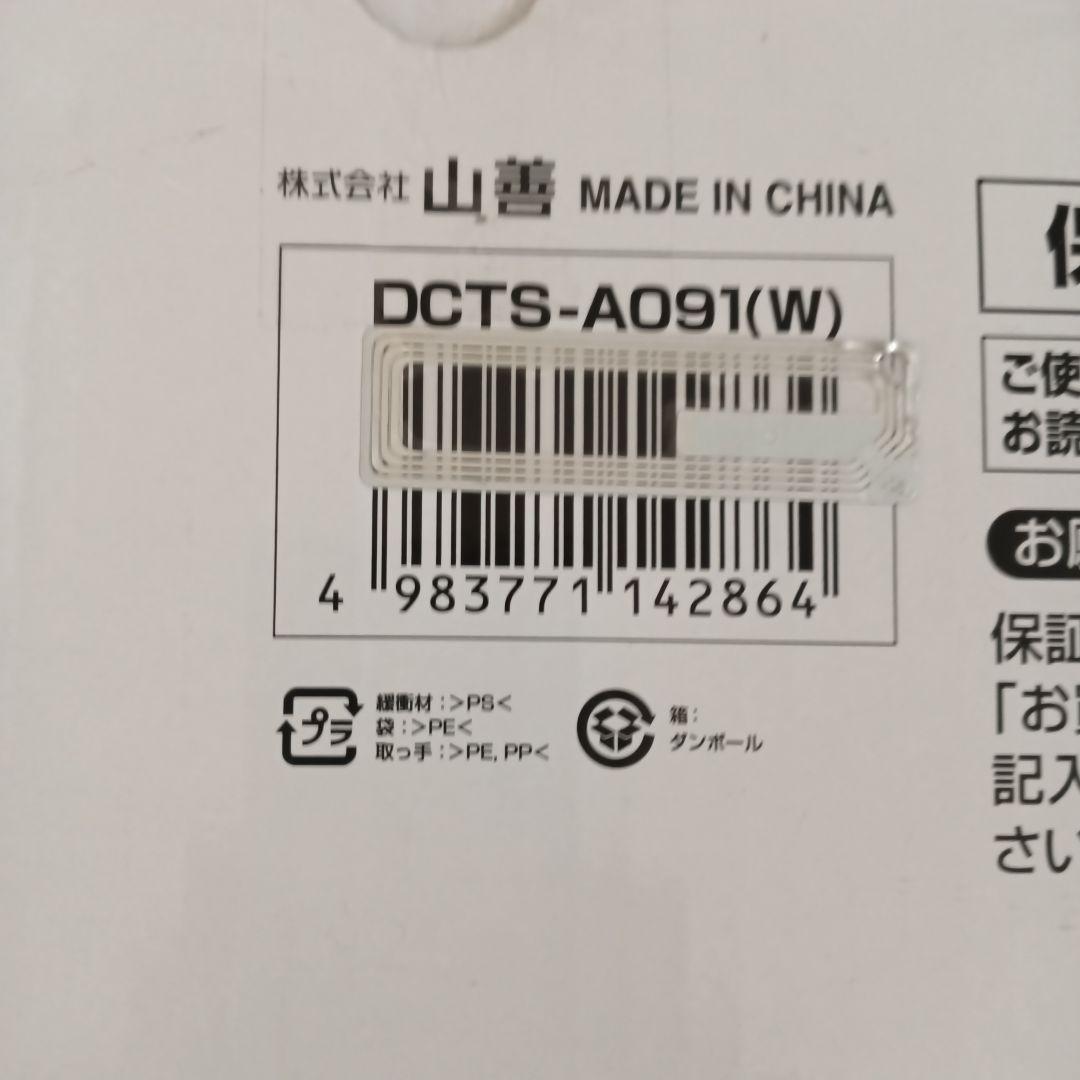 株式会社 山善 MADE IN CHINA
DCTS-A091(W)
4 983771 142864
プラ
緩衝材:>PS<
袋:>PE<
取っ手:>PE, PP<
箱:
ダンボール
ご使
お読
お
保証
「お買
記入
さい